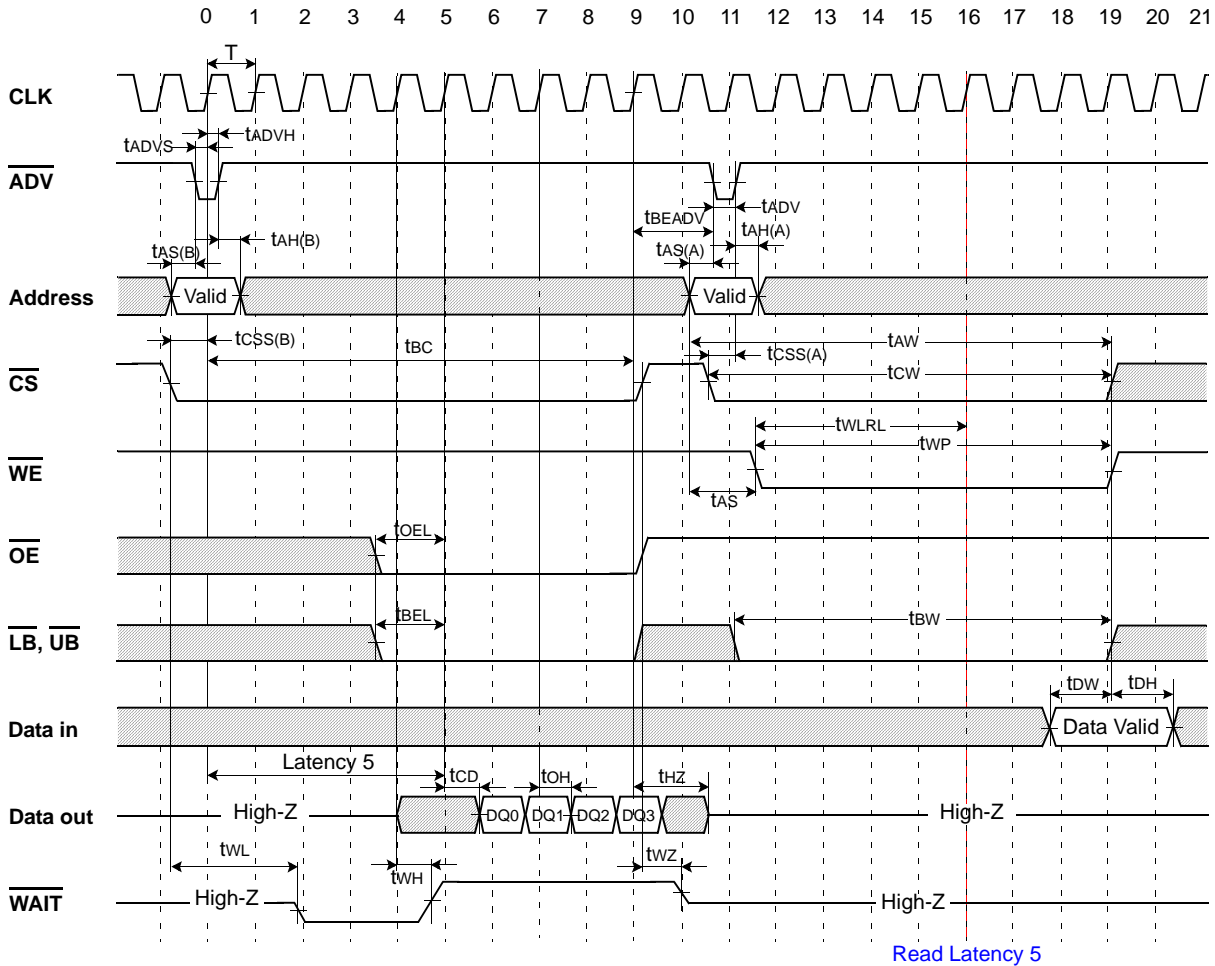 0 1 2 3 4 5 6 7 8 9 10 11 12 13 14 15 16 17 18 19 20 21
T
CLK
tADVH
tADVS
ADV
tADV
tBEADV
tAH(B)
tAH(A)
tAS(B)
tAS(A)
Address
Valid
Valid
tCSS(B)
tBC
tAW
tCSS(A)
CS
tCW
tWLRL
tWP
WE
tAS
tOEL
OE
tBEL
tBW
LB, UB
tDW
tDH
Data in
Data Valid
Latency 5
tCD
tOH
tHZ
Data out
High-Z
DQ0
DQ1
DQ2
DQ3
High-Z
tWL
tWH
tWZ
WAIT
High-Z
High-Z
Read Latency 5